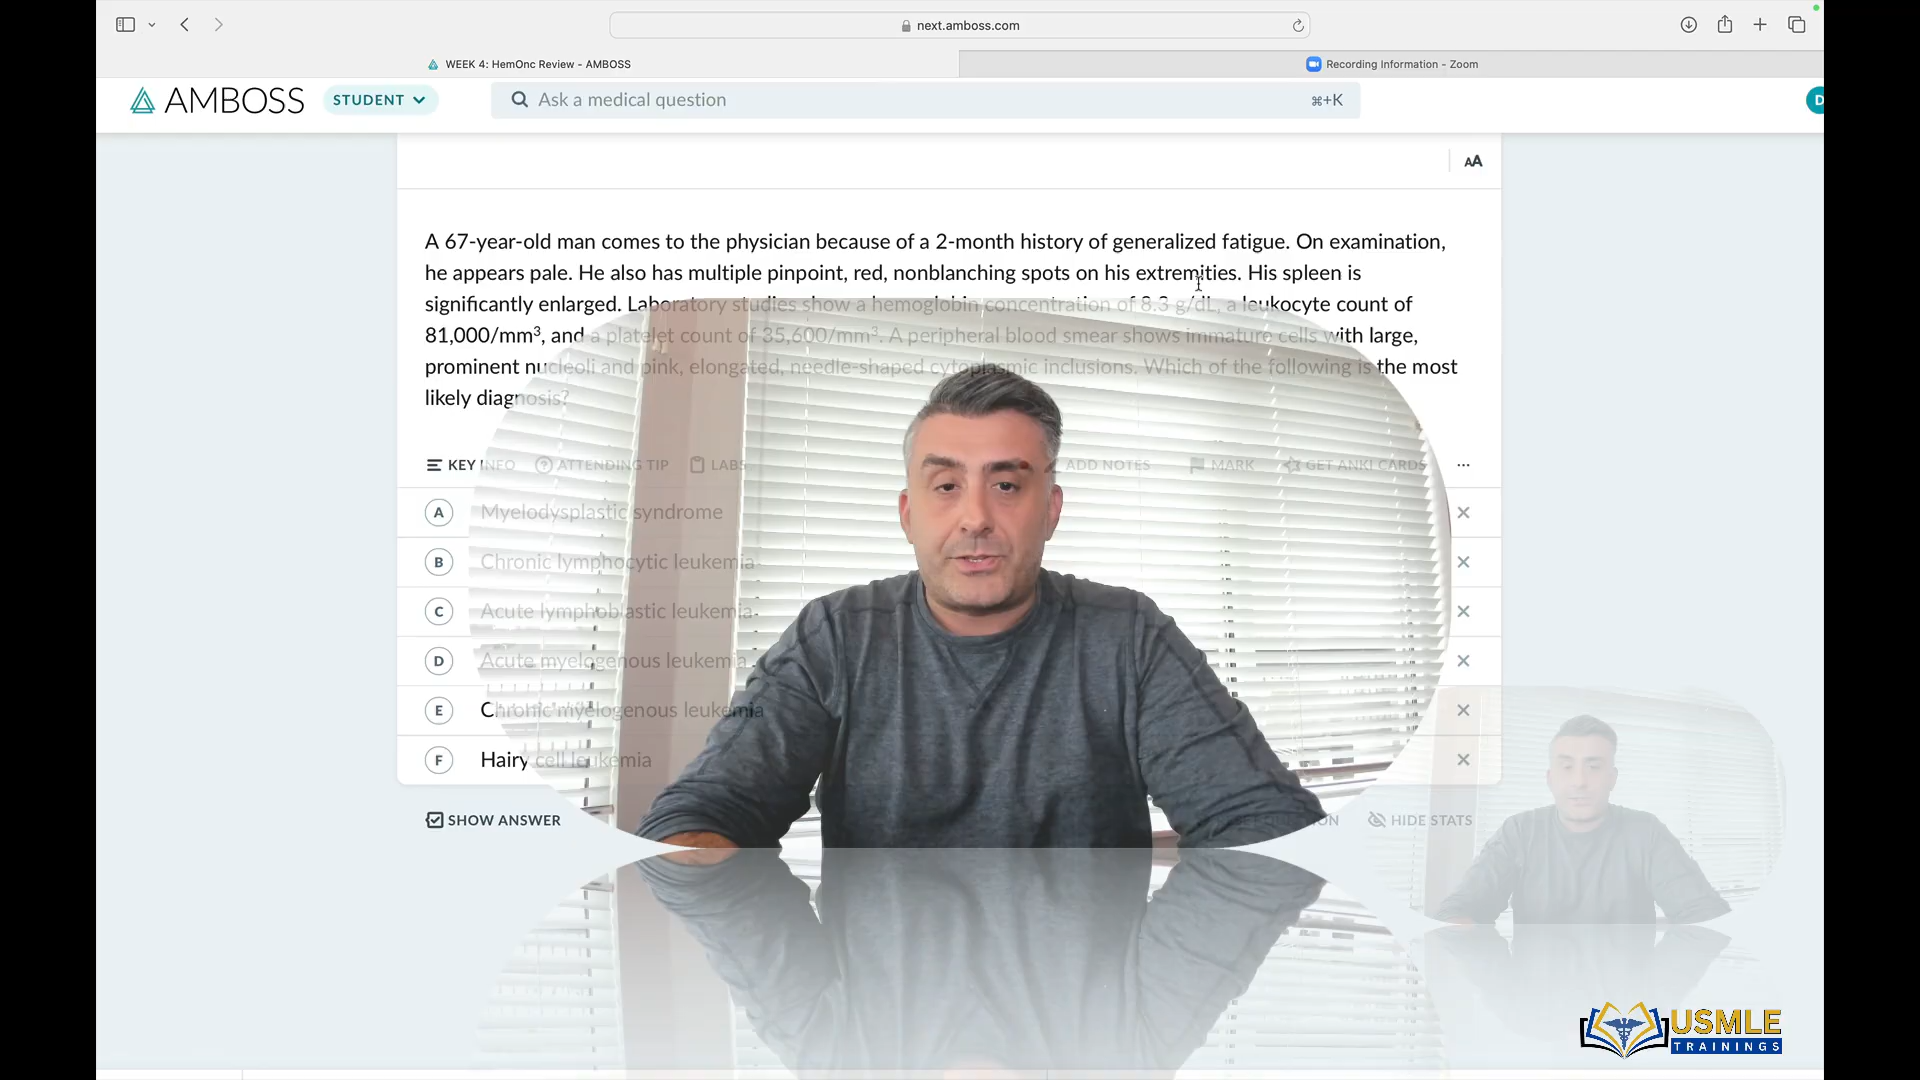 next.amboss.com
WEEK 4: HemOnc Review - AMBOSS
Recording Information - Zoom
AMBOSS
STUDENT
Ask a medical question
⌘+K
D
AA
A 67-year-old man comes to the physician because of a 2-month history of generalized fatigue. On examination,
he appears pale. He also has multiple pinpoint, red, nonblanching spots on his extremities. His spleen is
significantly enlarged. Laboratory studies show a hemoglobin concentration of 8.3 g/dL, a leukocyte count of
81,000/mm³, and a platelet count of 35,600/mm³. A peripheral blood smear shows immature cells with large,
prominent nucleoli and pink, elongated, needle-shaped cytoplasmic inclusions. Which of the following is the most
likely diagnosis?
KEY INFO
ATTENDING TIP
LABS
ADD NOTES
MARK
GET ANKI CARDS
A Myelodysplastic syndrome
B Chronic lymphocytic leukemia
C Acute lymphoblastic leukemia
D Acute myelogenous leukemia
E Chronic myelogenous leukemia
F Hairy cell leukemia
SHOW ANSWER
HIDE STATS
USMLE
TRAININGS